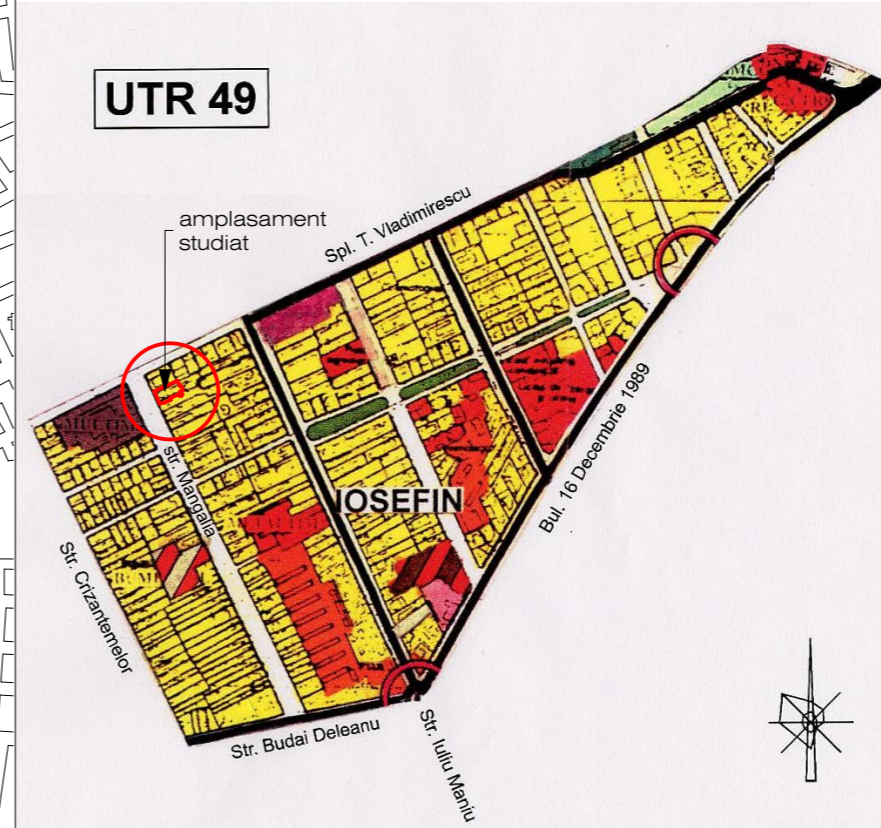 UTR 49
amplasament
studiat
Spl. T. Vladimirescu
str. Mangalia
IOSEFIN
Bul. 16 Decembrie 1989
Str. Crizantemelor
Str. Budai Deleanu
Str. Iuliu Maniu